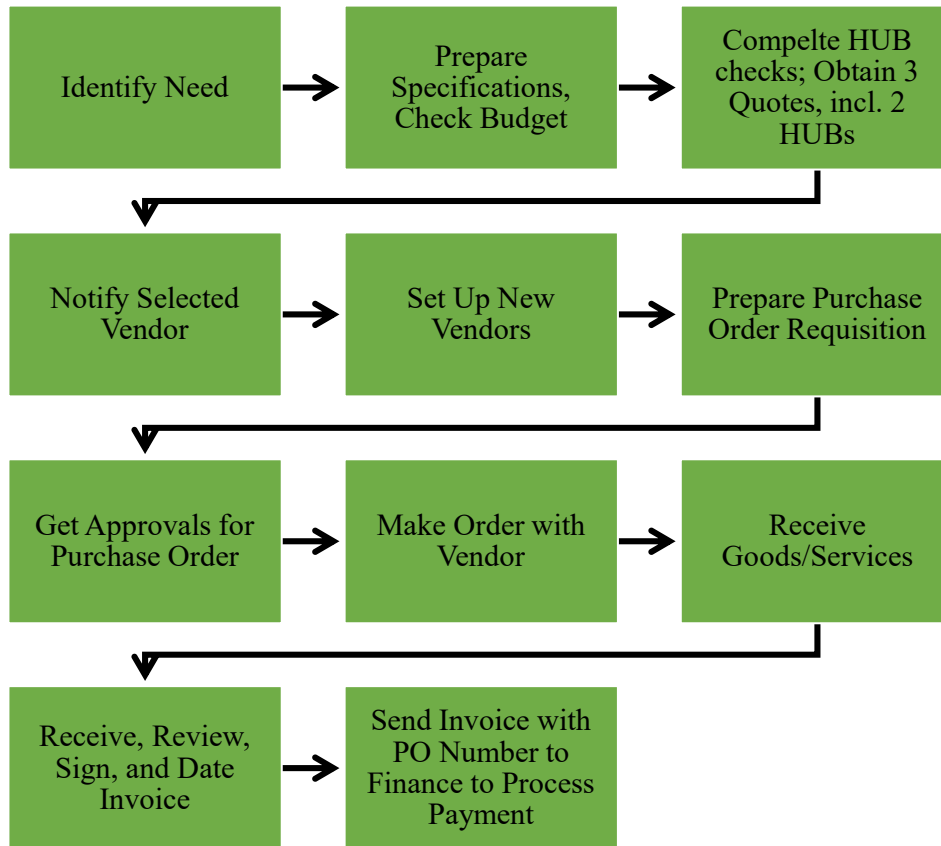 Identify Need
Prepare
Specifications,
Check Budget
Compelte HUB
checks; Obtain 3
Quotes, incl. 2
HUBs
Notify Selected
Vendor
Set Up New
Vendors
Prepare Purchase
Order Requisition
Get Approvals for
Purchase Order
Make Order with
Vendor
Receive
Goods/Services
Receive, Review,
Sign, and Date
Invoice
Send Invoice with
PO Number to
Finance to Process
Payment